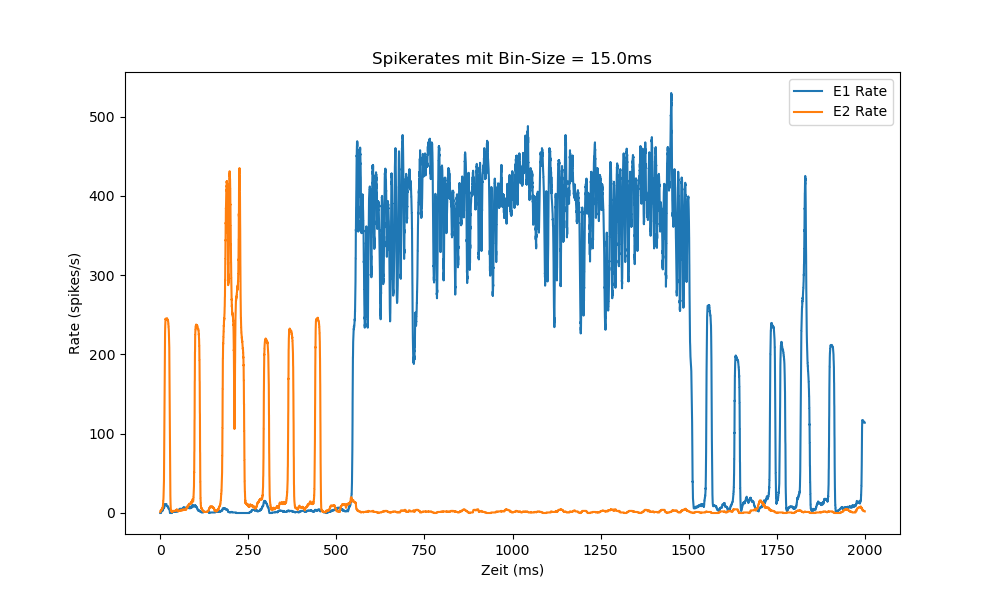 Spikerates mit Bin-Size = 15.0ms
E1 Rate
E2 Rate
Rate (spikes/s)
500
400
300
200
100
0
0 250 500 750 1000 1250 1500 1750 2000
Zeit (ms)